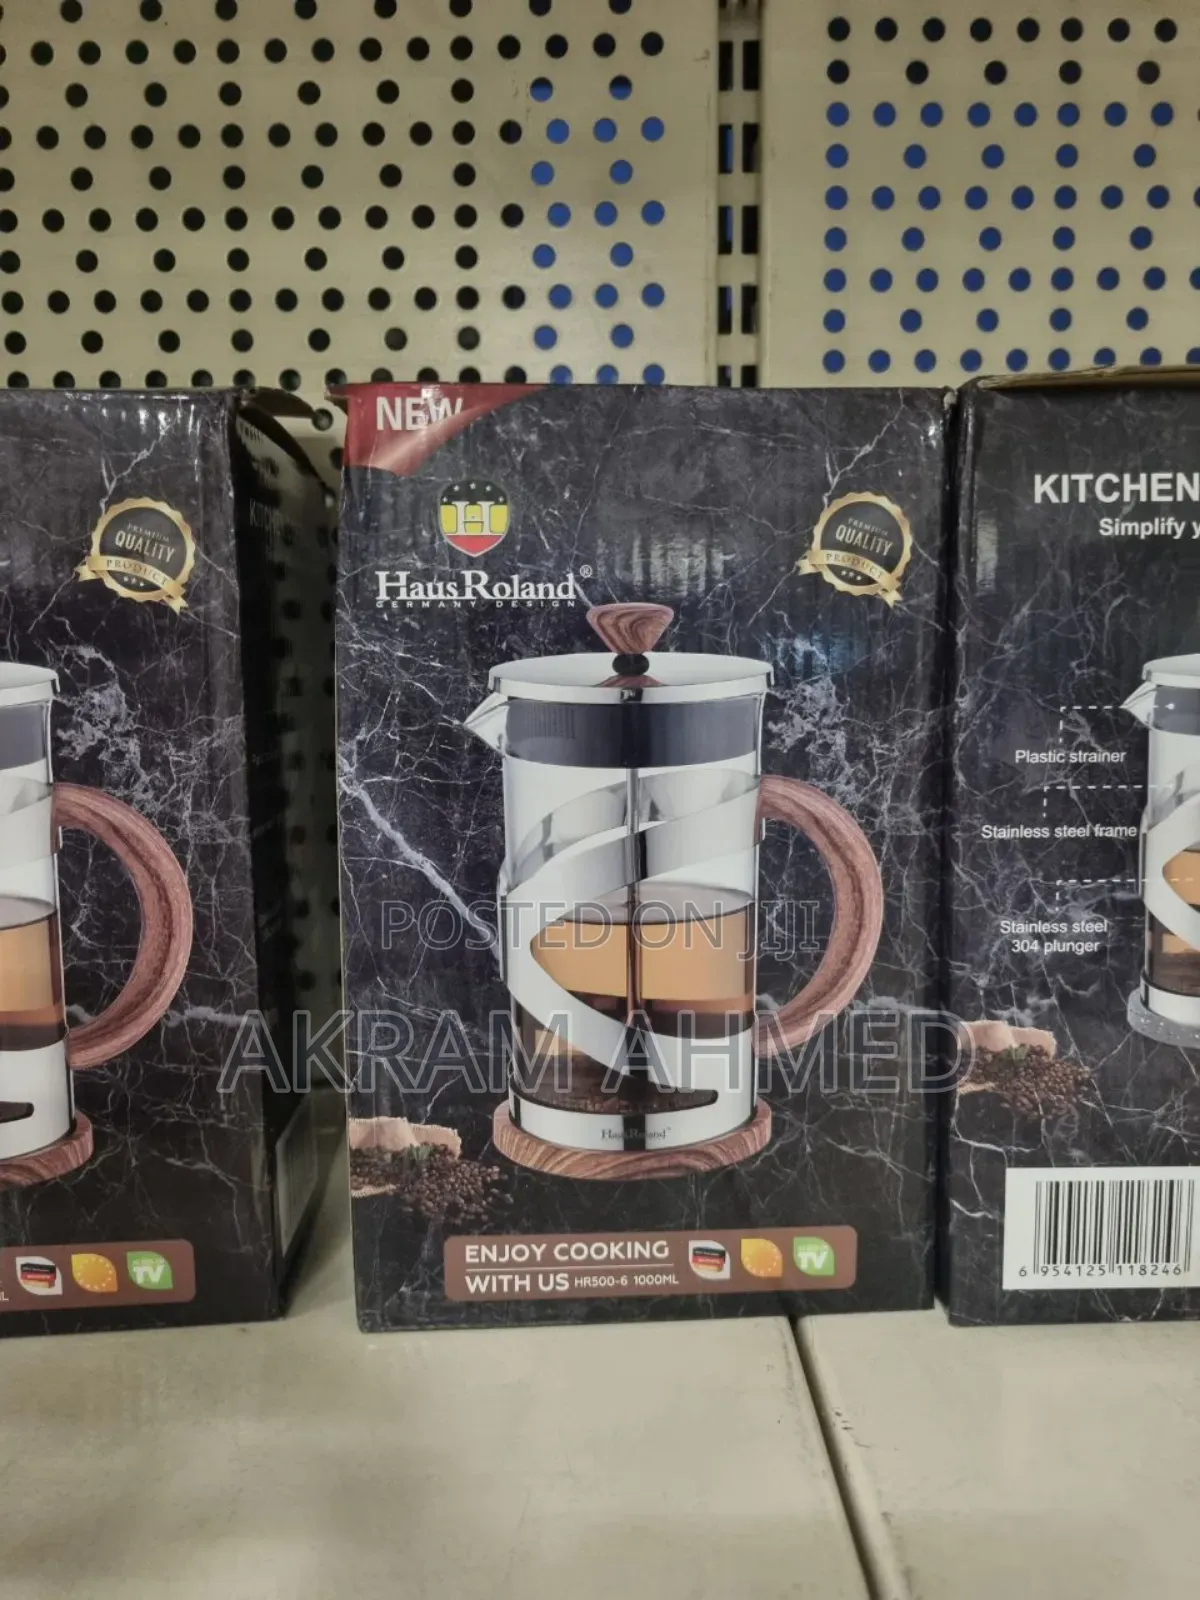 PREMIUM
QUALITY
PRODUCT
TV
NEW
H
HausRoland®
GERMANY DESIGN
PREMIUM
QUALITY
PRODUCT
HausRoland
ENJOY COOKING
WITH US HR500-6 1000ML
TV
KITCHEN
Simplify y
Plastic strainer
Stainless steel frame
Stainless steel
304 plunger
6 954125 118246
POSTED ON JIJI
AKRAM AHMED